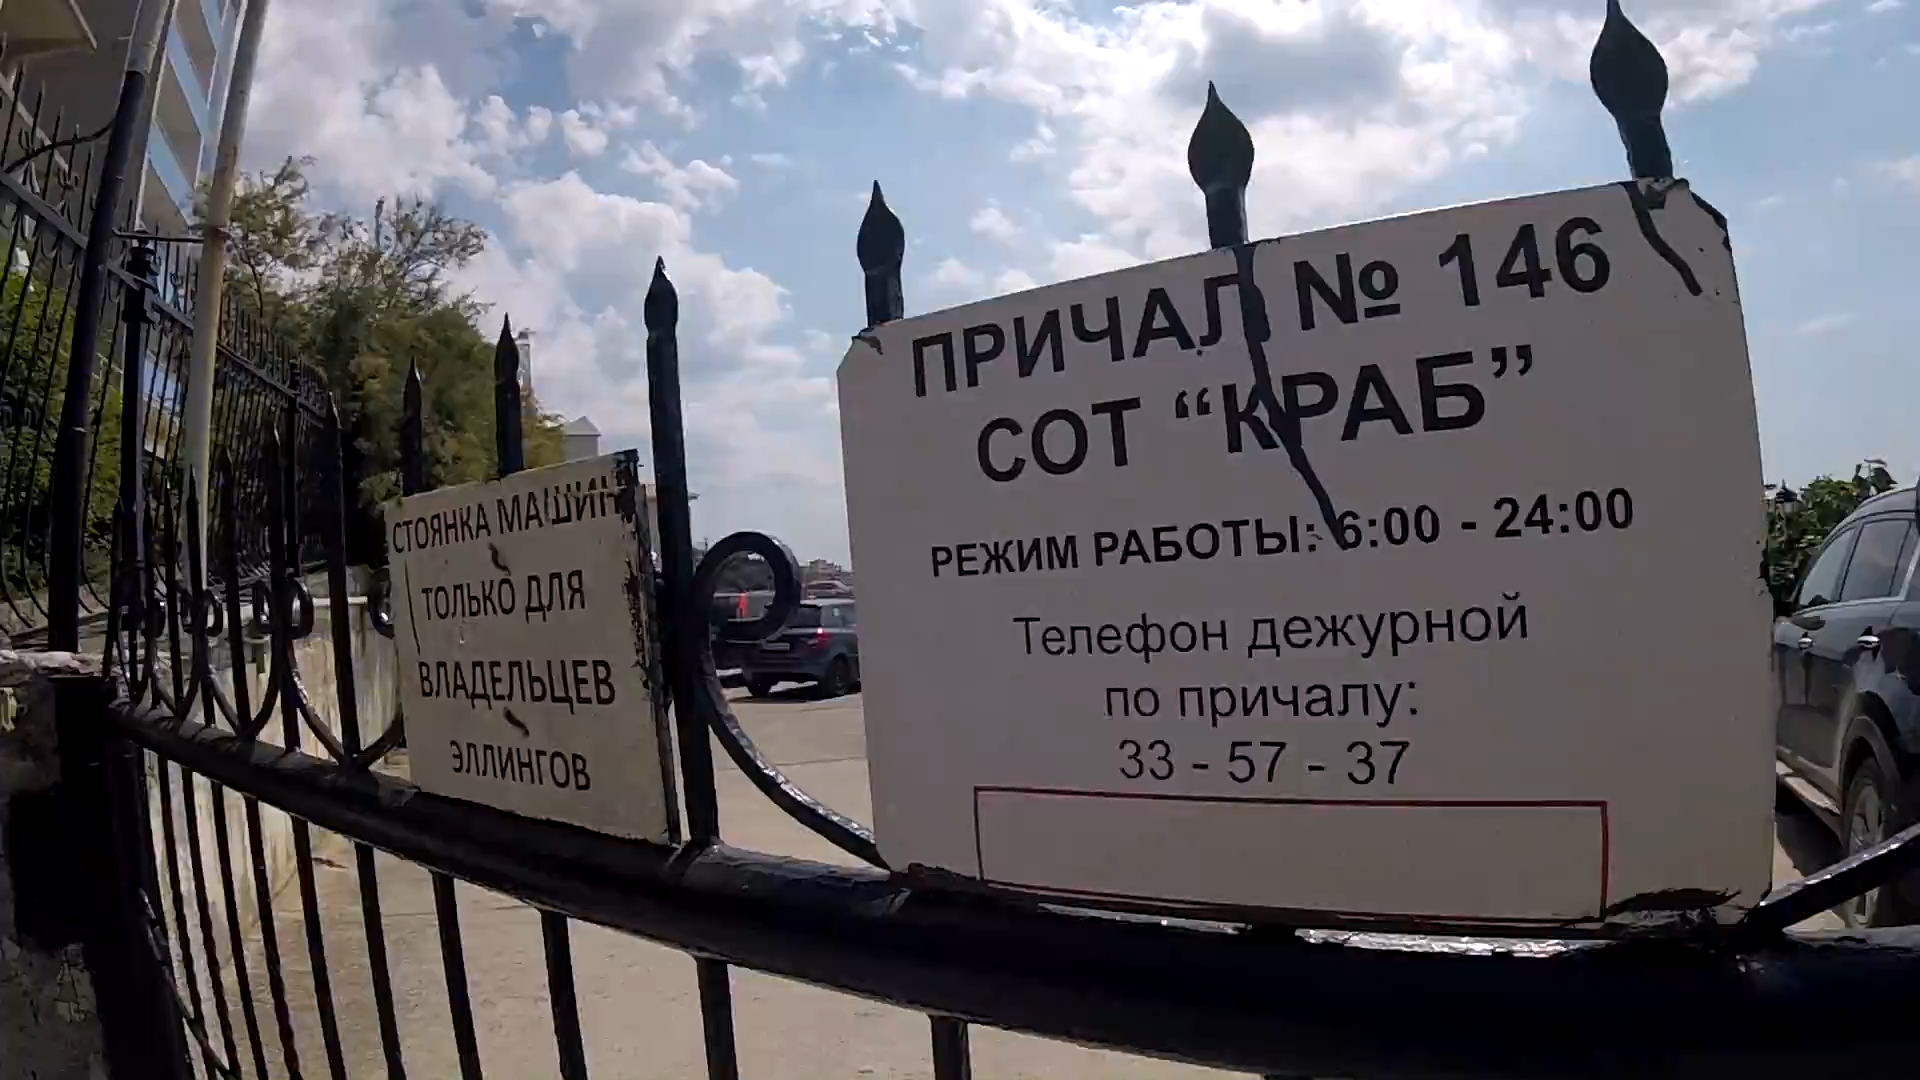 СТОЯНКА МАШИН
ТОЛЬКО ДЛЯ
ВЛАДЕЛЬЦЕВ
ЭЛЛИНГОВ
ПРИЧАЛ № 146
СОТ “КРАБ”
РЕЖИМ РАБОТЫ: 6:00 - 24:00
Телефон дежурной
по причалу:
33 - 57 - 37